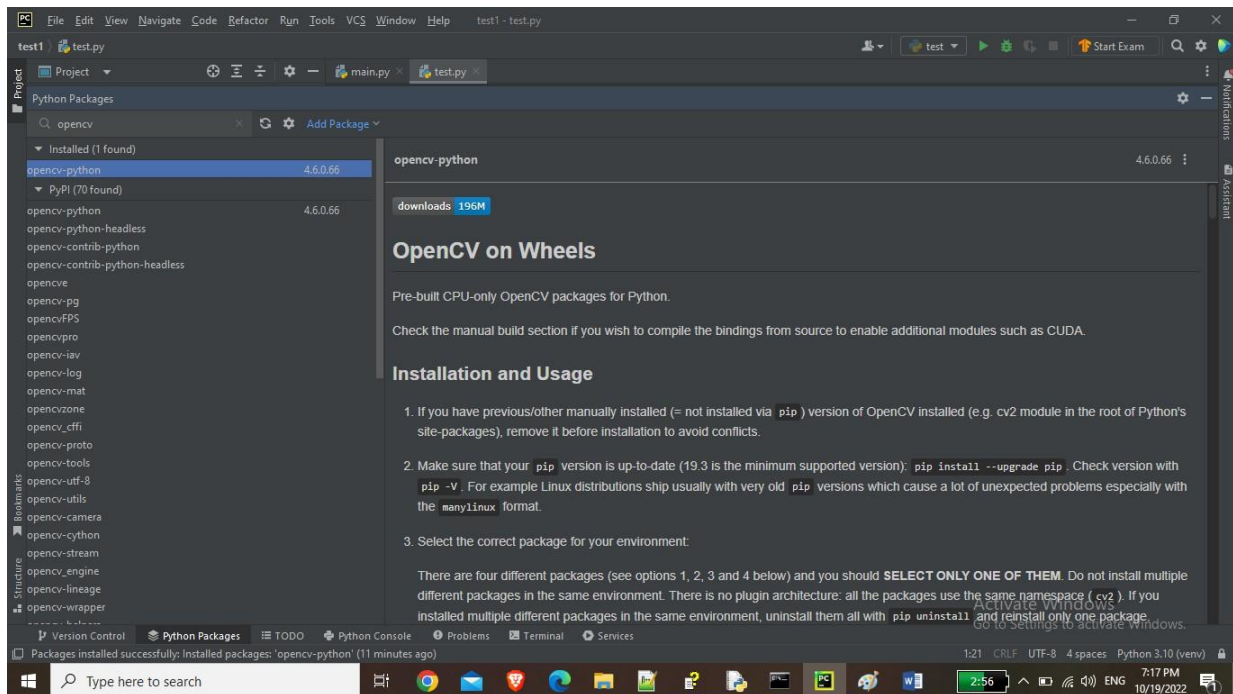 File Edit View Navigate Code Refactor Run Tools VCS Window Help test1 - test.py
test1 test.py test Start Exam
Project main.py test.py
Python Packages
opencv Add Package
Installed (1 found)
opencv-python 4.6.0.66
PyPI (70 found)
opencv-python 4.6.0.66
opencv-python-headless
opencv-contrib-python
opencv-contrib-python-headless
opencve
opencv-pg
opencvFPS
opencvpro
opencv-iav
opencv-log
opencv-mat
opencvzone
opencv_cffi
opencv-proto
opencv-tools
opencv-utf-8
opencv-utils
opencv-camera
opencv-cython
opencv-stream
opencv_engine
opencv-lineage
opencv-wrapper
opencv-python 4.6.0.66
downloads 196M
OpenCV on Wheels
Pre-built CPU-only OpenCV packages for Python.
Check the manual build section if you wish to compile the bindings from source to enable additional modules such as CUDA.
Installation and Usage
1. If you have previous/other manually installed (= not installed via pip ) version of OpenCV installed (e.g. cv2 module in the root of Python's
site-packages), remove it before installation to avoid conflicts.
2. Make sure that your pip version is up-to-date (19.3 is the minimum supported version): pip install --upgrade pip . Check version with
pip -V . For example Linux distributions ship usually with very old pip versions which cause a lot of unexpected problems especially with
the manylinux format.
3. Select the correct package for your environment:
There are four different packages (see options 1, 2, 3 and 4 below) and you should SELECT ONLY ONE OF THEM. Do not install multiple
different packages in the same environment. There is no plugin architecture: all the packages use the same namespace ( cv2 ). If you
installed multiple different packages in the same environment, uninstall them all with pip uninstall and reinstall only one package.
Activate Windows
Go to Settings to activate Windows.
Project
Bookmarks
Structure
Notifications
Assistant
Version Control Python Packages TODO Python Console Problems Terminal Services
Packages installed successfully: Installed packages: 'opencv-python' (11 minutes ago) 1:21 CRLF UTF-8 4 spaces Python 3.10 (venv)
Type here to search 2:56 ENG 7:17 PM
10/19/2022